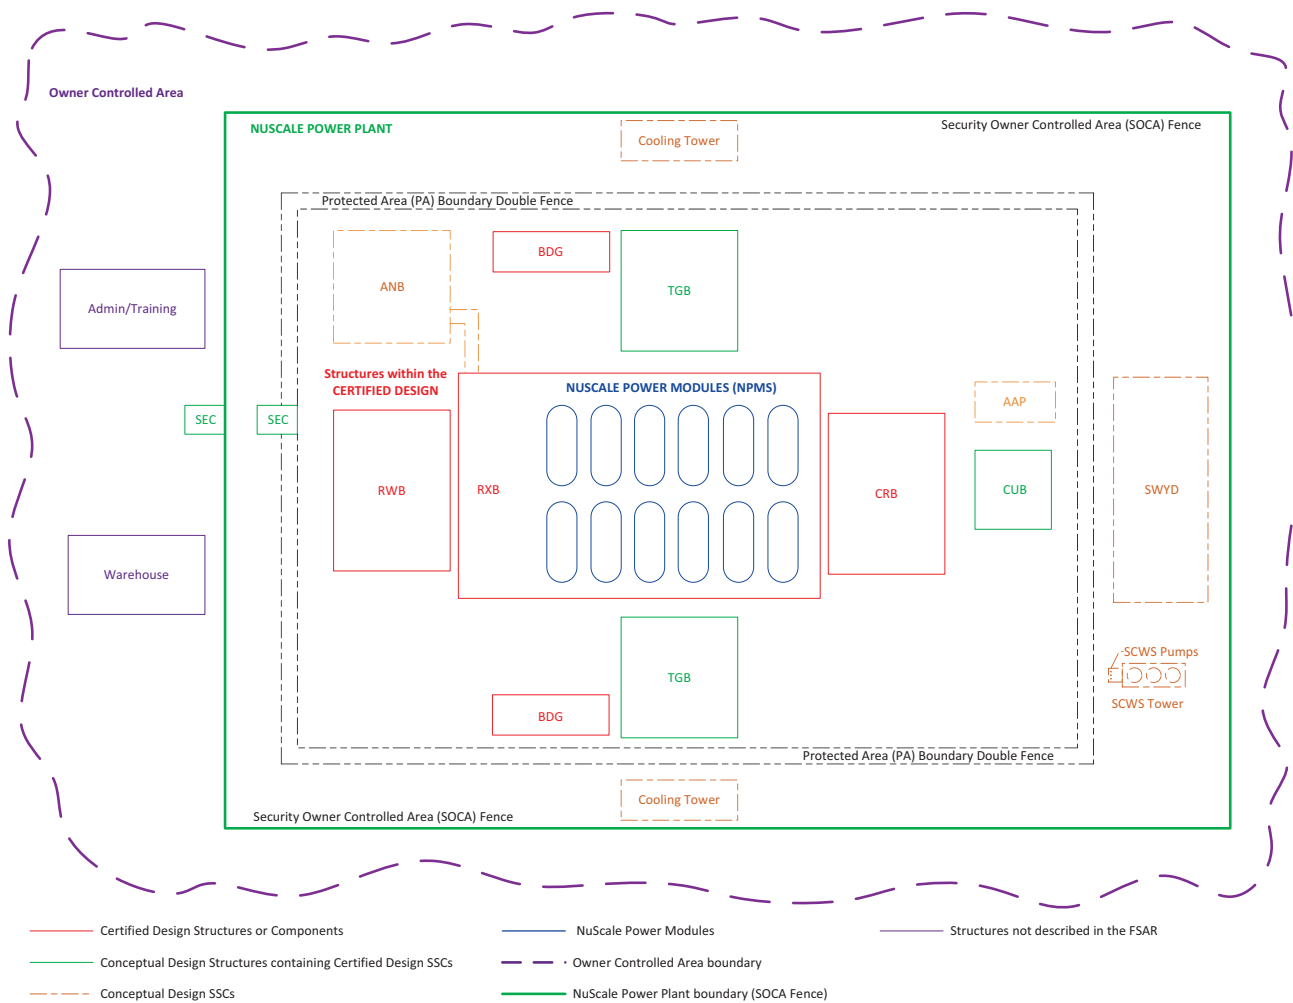 Owner Controlled Area
NUSCALE POWER PLANT
Security Owner Controlled Area (SOCA) Fence
Cooling Tower
Protected Area (PA) Boundary Double Fence
BDG
ANB
TGB
Admin/Training
Structures within the
CERTIFIED DESIGN
NUSCALE POWER MODULES (NPMS)
AAP
SEC
SEC
RWB
RXB
CRB
CUB
SWYD
Warehouse
SCWS Pumps
TGB
SCWS Tower
BDG
Protected Area (PA) Boundary Double Fence
Cooling Tower
Security Owner Controlled Area (SOCA) Fence
Certified Design Structures or Components
NuScale Power Modules
Structures not described in the FSAR
Conceptual Design Structures containing Certified Design SSCs
Owner Controlled Area boundary
Conceptual Design SSCs
NuScale Power Plant boundary (SOCA Fence)